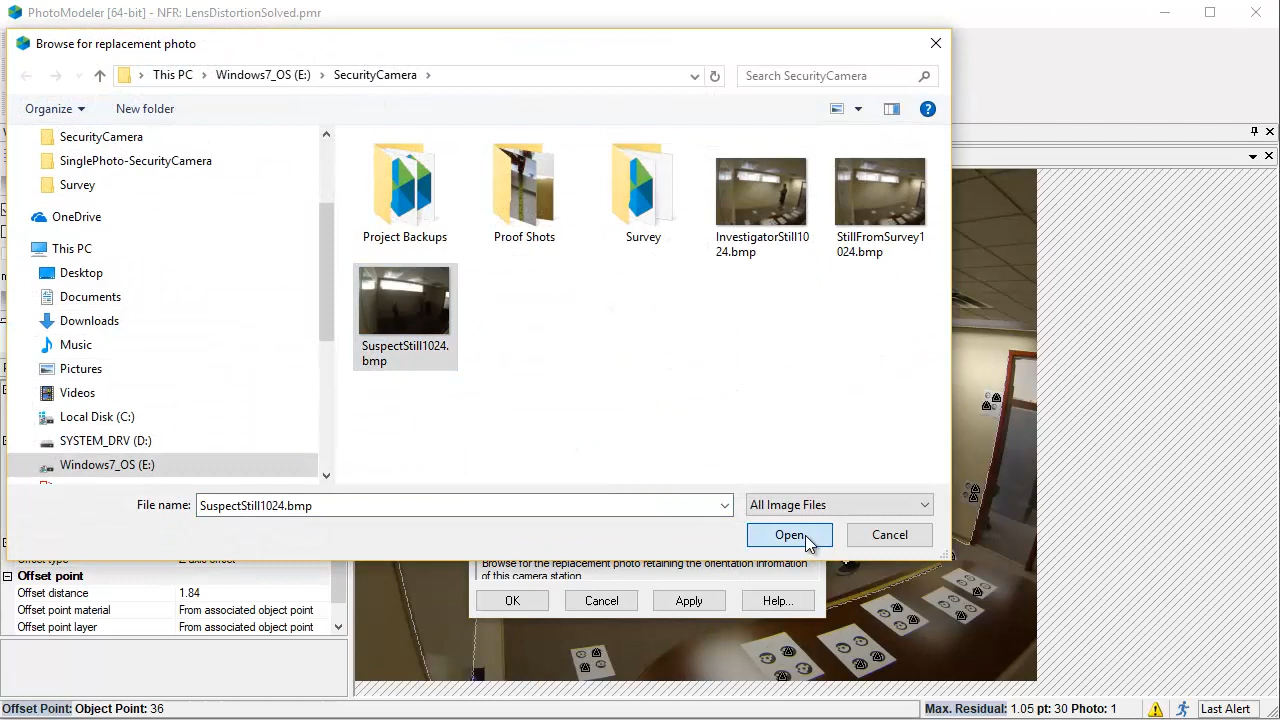 PhotoModeler [64-bit] - NFR: LensDistortionSolved.pmr
Browse for replacement photo
This PC > Windows7_OS (E:) > SecurityCamera >
Search SecurityCamera
Organize
New folder
SecurityCamera
SinglePhoto-SecurityCamera
Survey
OneDrive
This PC
Desktop
Documents
Downloads
Music
Pictures
Videos
Local Disk (C:)
SYSTEM_DRV (D:)
Windows7_OS (E:)
Project Backups
Proof Shots
Survey
InvestigatorStill10
24.bmp
StillFromSurvey1
024.bmp
SuspectStill1024.
bmp
File name: SuspectStill1024.bmp
All Image Files
Open
Cancel
Browse for the replacement photo retaining the orientation information
of this camera station.
OK
Cancel
Apply
Help...
Offset point
Offset distance 1.84
Offset point material From associated object point
Offset point layer From associated object point
Offset Point: Object Point: 36
Max. Residual: 1.05 pt: 30 Photo: 1
Last Alert